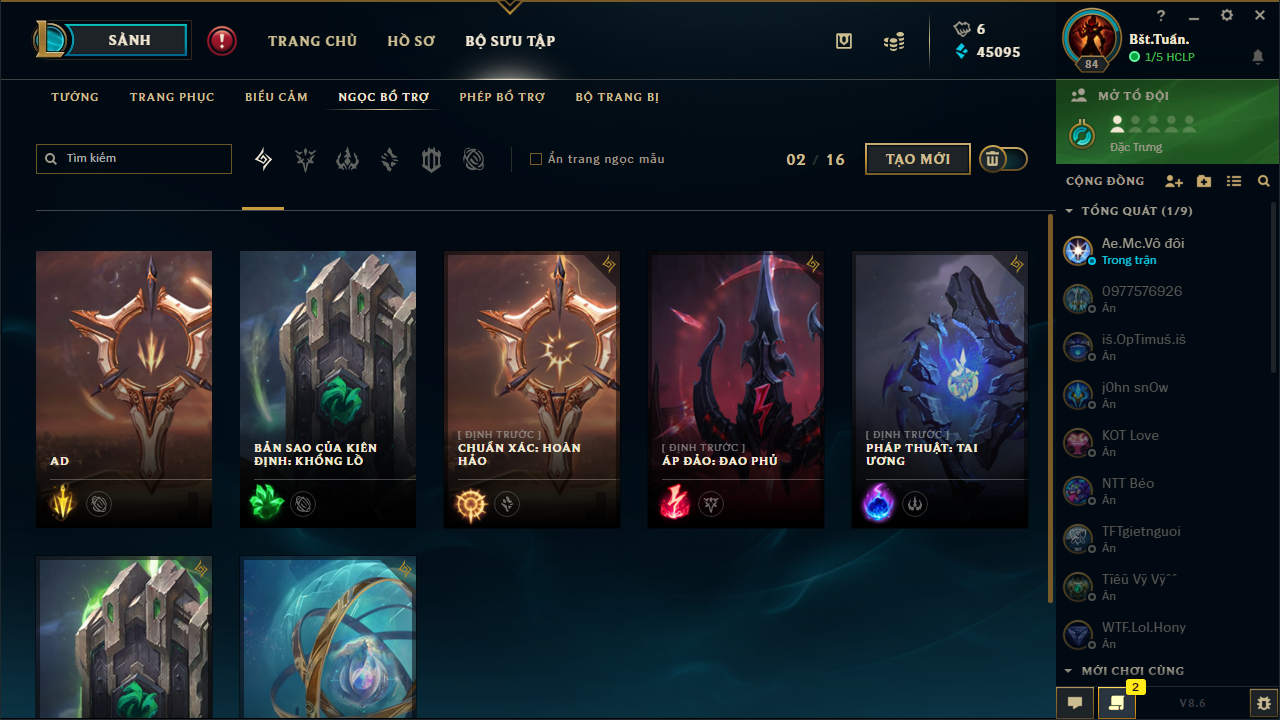 SẢNH
TRANG CHỦ
HỒ SƠ
BỘ SƯU TẬP
6
45095
?
84
Bšt.Tuấn.
1/5 HCLP
TƯỚNG
TRANG PHỤC
BIỂU CẢM
NGỌC BỔ TRỢ
PHÉP BỔ TRỢ
BỘ TRANG BỊ
Tìm kiếm
Ẩn trang ngọc mẫu
02 / 16
TẠO MỚI
AD
BẢN SAO CỦA KIÊN
ĐỊNH: KHỔNG LỒ
[ ĐỊNH TRƯỚC ]
CHUẨN XÁC: HOÀN
HẢO
[ ĐỊNH TRƯỚC ]
ÁP ĐẢO: ĐAO PHỦ
[ ĐỊNH TRƯỚC ]
PHÁP THUẬT: TAI
ƯƠNG
MỞ TỔ ĐỘI
Đặc Trưng
CỘNG ĐỒNG
TỔNG QUÁT (1/9)
Ae.Mc.Vô đôi
Trong trận
0977576926
Ẩn
iš.OpTimuš.iš
Ẩn
j0hn snOw
Ẩn
KOT Love
Ẩn
NTT Béo
Ẩn
TFTgietnguoi
Ẩn
Tiêü Vỹ Vỹˆˆ
Ẩn
WTF.Lol.Hony
Ẩn
MỚI CHƠI CÙNG
2
V8.6